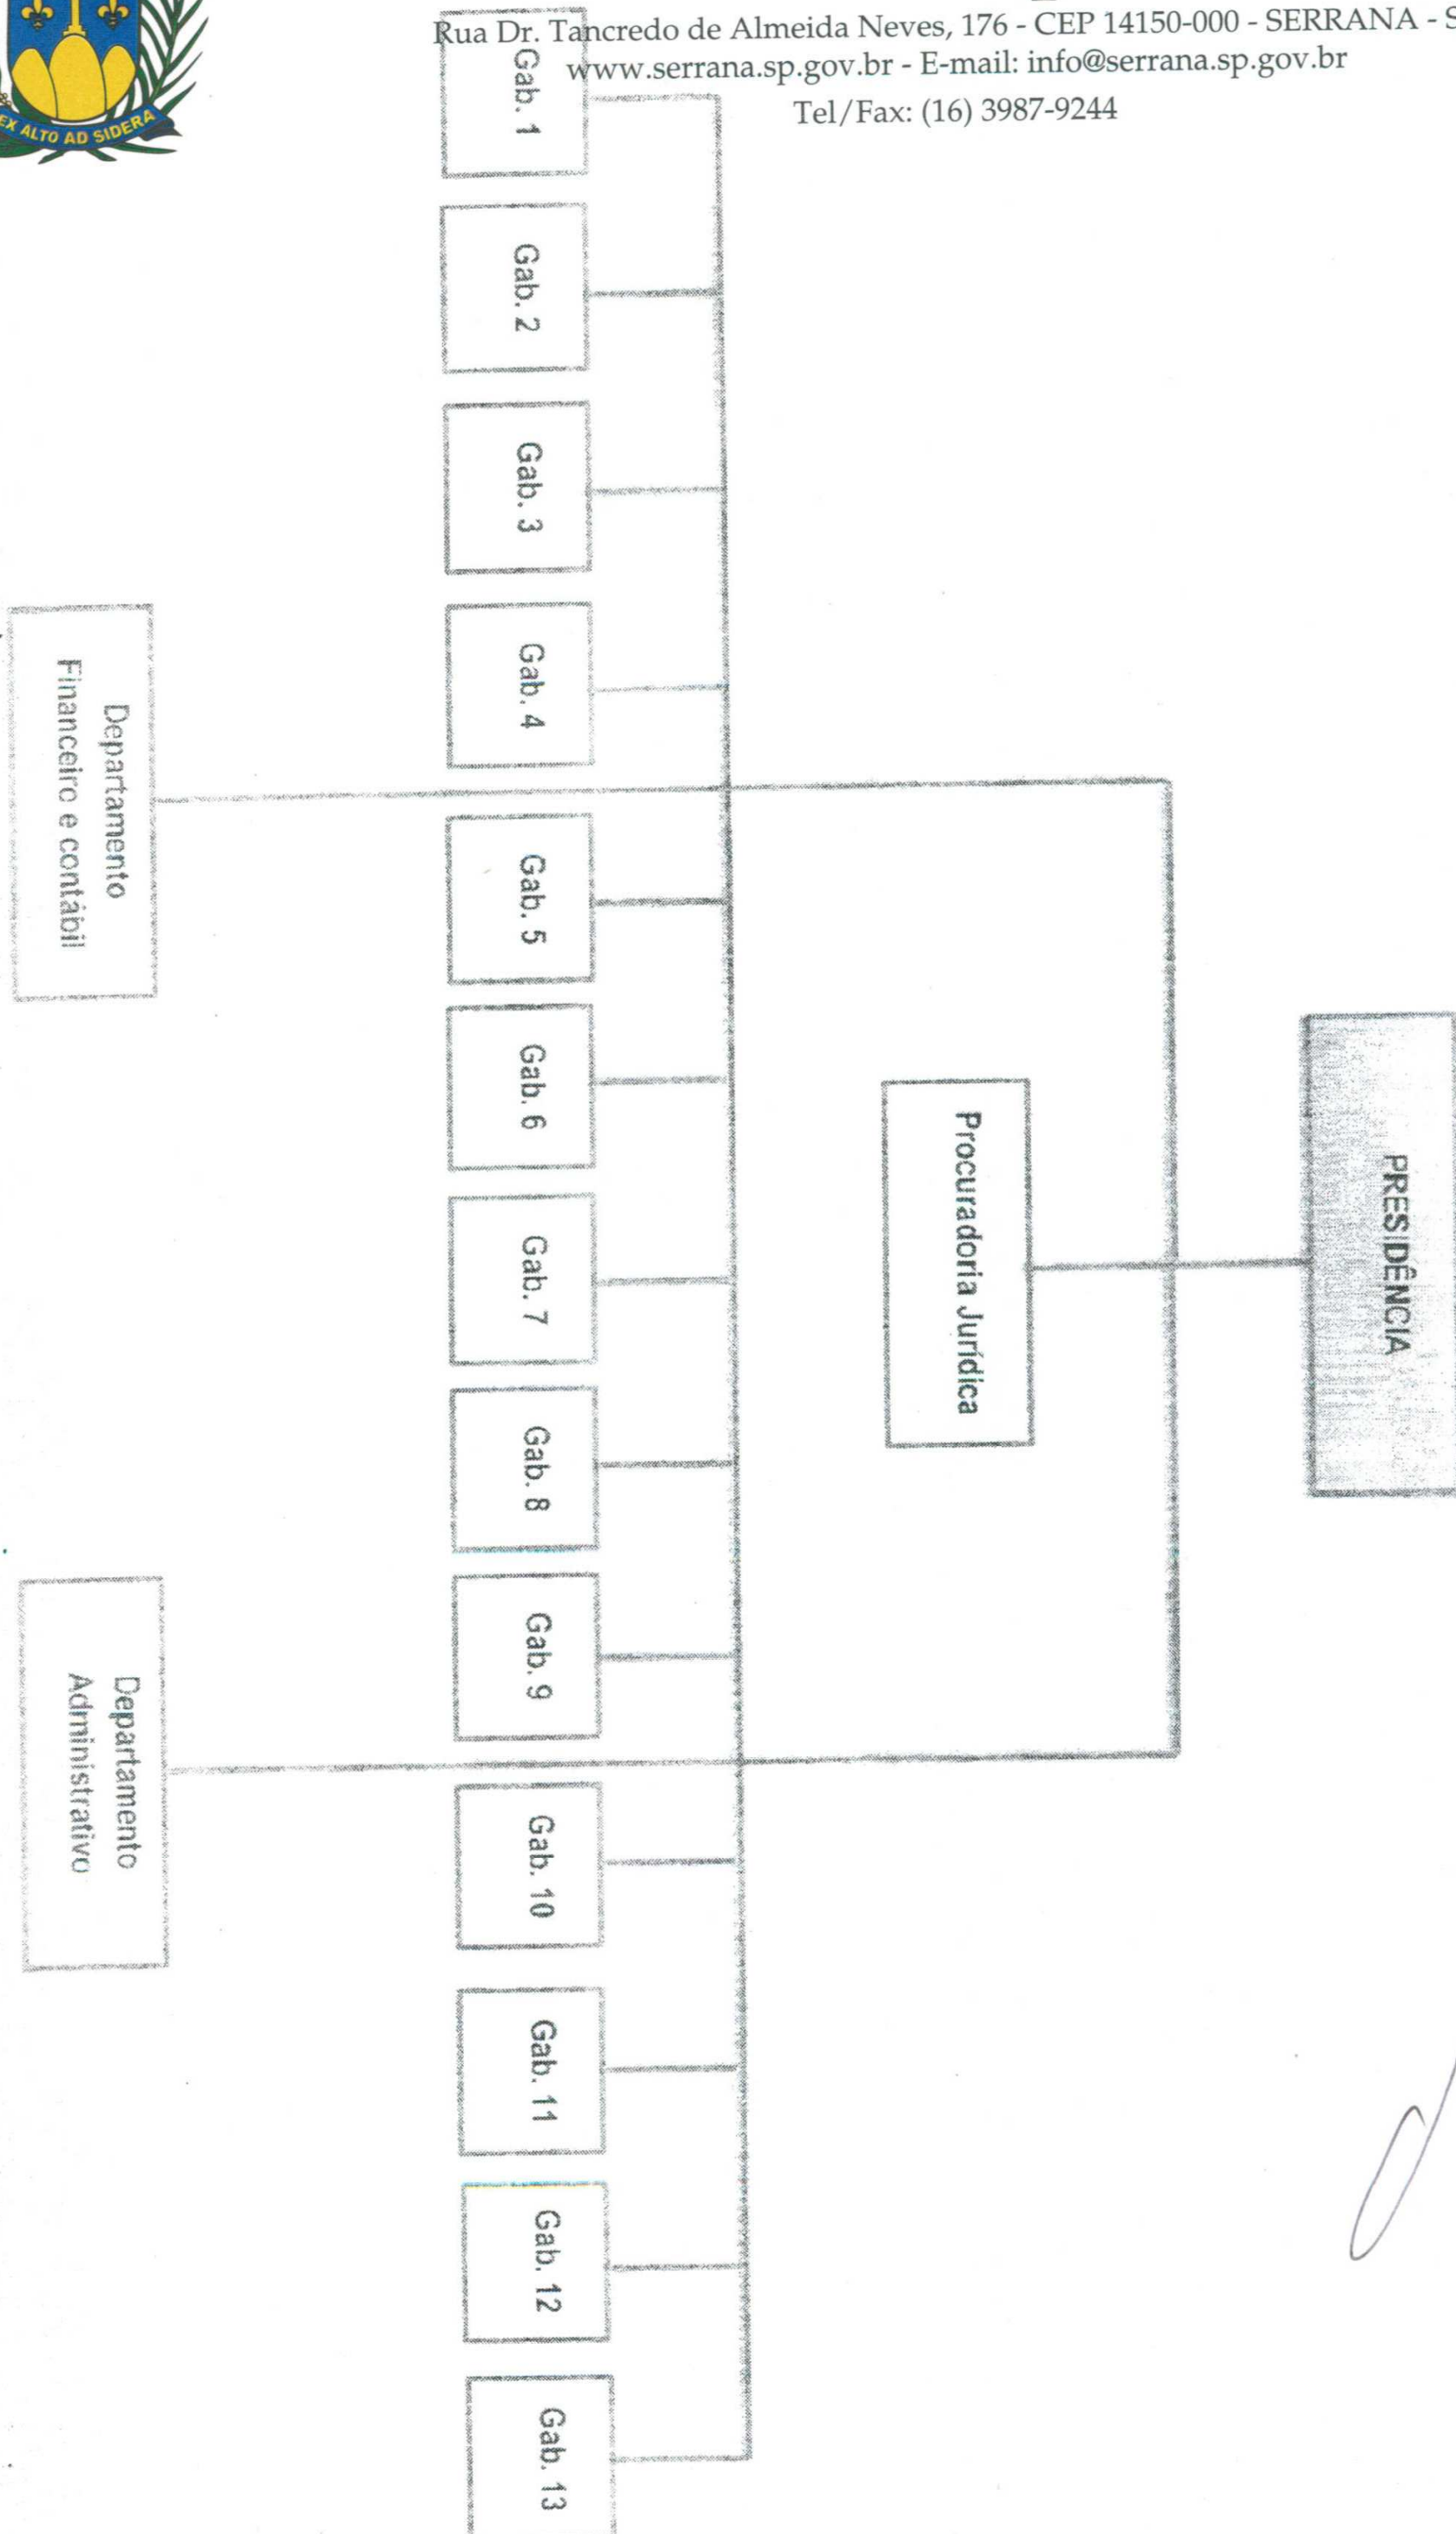 Rua Dr. Tancredo de Almeida Neves, 176 - CEP 14150-000 - SERRANA - S
www.serrana.sp.gov.br - E-mail: info@serrana.sp.gov.br
Tel/Fax: (16) 3987-9244
EX ALTO AD SIDERA
PRESIDÊNCIA
Procuradoria Jurídica
Gab. 1
Gab. 2
Gab. 3
Gab. 4
Gab. 5
Gab. 6
Gab. 7
Gab. 8
Gab. 9
Gab. 10
Gab. 11
Gab. 12
Gab. 13
Departamento
Financeiro e contábil
Departamento
Administrativo